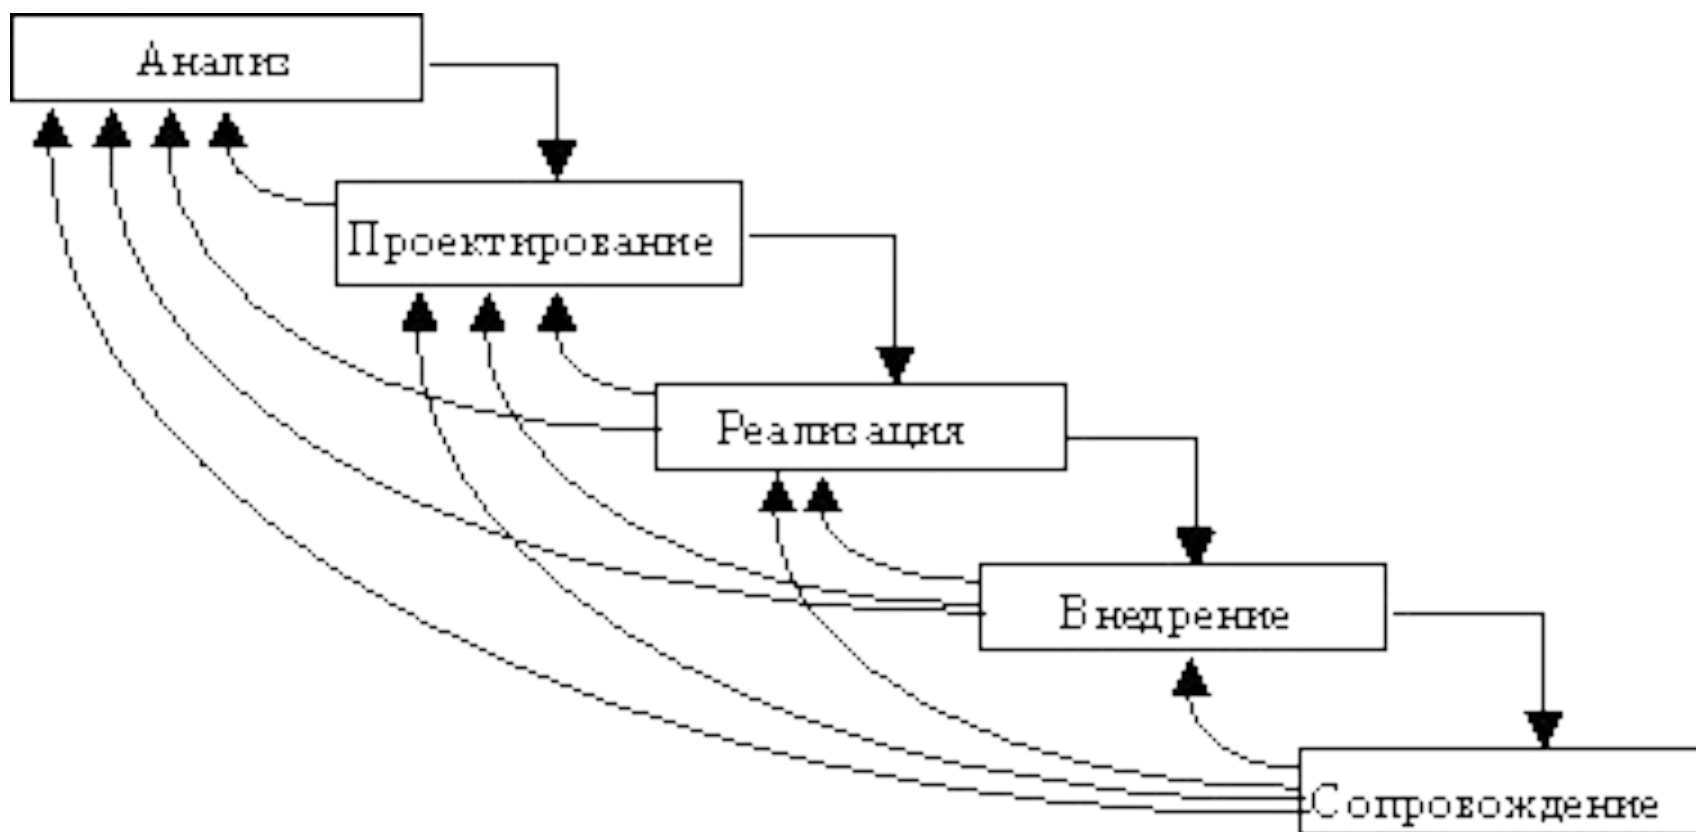 Анализ
Проектирование
Реализация
Внедрение
Сопровождение